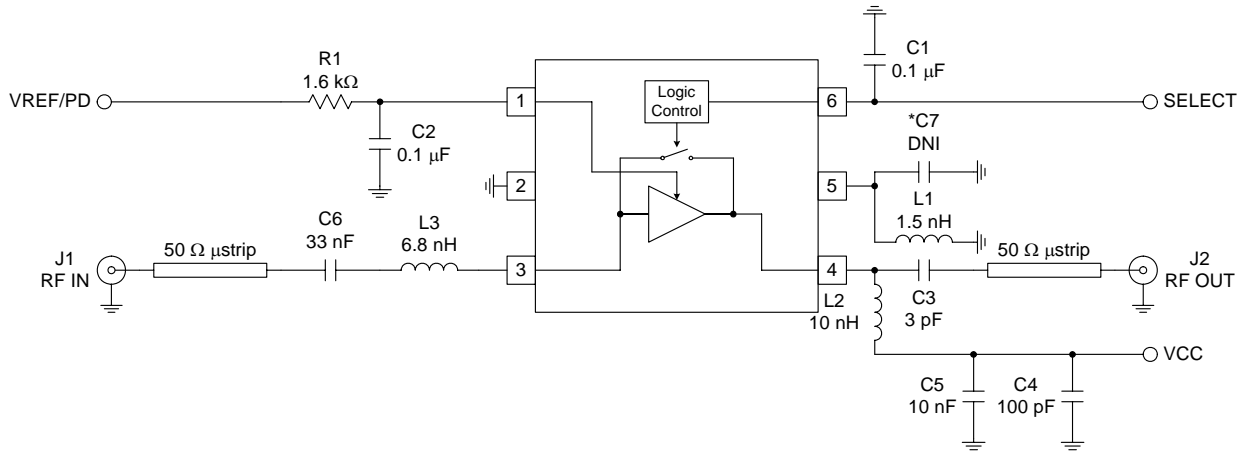 C1
0.1 μF
R1
1.6 kΩ
VREF/PD
1
Logic
Control
6
SELECT
C2
0.1 μF
*C7
DNI
2
5
L1
1.5 nH
C6
33 nF
L3
6.8 nH
J1
RF IN
50 Ω μstrip
3
4
50 Ω μstrip
J2
RF OUT
L2
10 nH
C3
3 pF
VCC
C5
10 nF
C4
100 pF